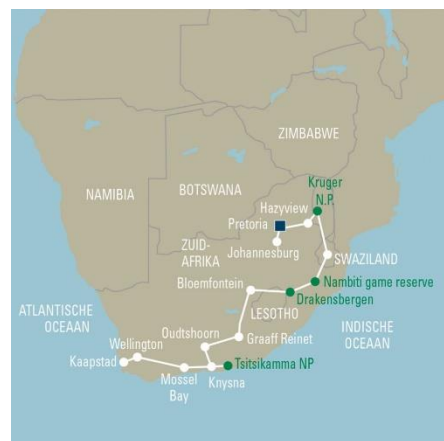 ZIMBABWE
NAMIBIA
BOTSWANA
Kruger
N.P.
Hazyview
Pretoria
Johannesburg
ZUID-
AFRIKA
SWAZILAND
Bloemfontein
Nambiti game reserve
Drakensbergen
LESOTHO
ATLANTISCHE
OCEAAN
INDISCHE
OCEAAN
Oudtshoorn
Graaff Reinet
Wellington
Kaapstad
Tsitsikamma NP
Mossel
Bay
Knysna